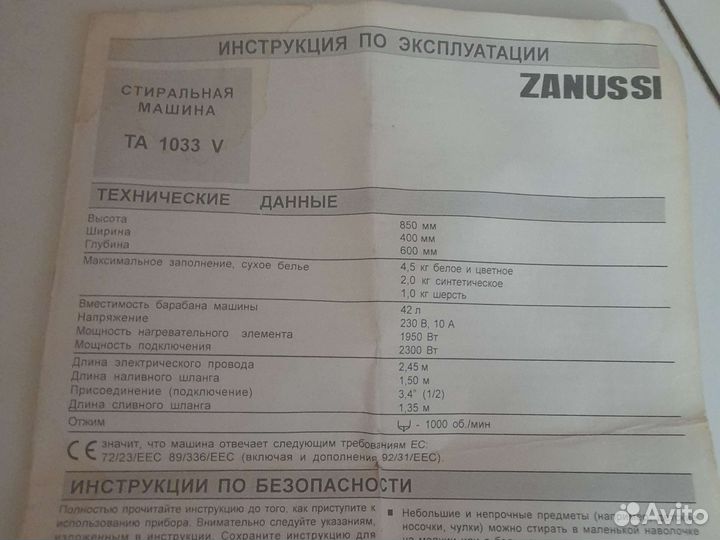 ИНСТРУКЦИЯ ПО ЭКСПЛУАТАЦИИ
ZANUSSI
СТИРАЛЬНАЯ
МАШИНА
TA 1033 V
ТЕХНИЧЕСКИЕ ДАННЫЕ
Высота 850 мм
Ширина 400 мм
Глубина 600 мм
Максимальное заполнение, сухое белье 4,5 кг белое и цветное
2,0 кг синтетическое
1,0 кг шерсть
Вместимость барабана машины 42 л
Напряжение 230 В, 10 А
Мощность нагревательного элемента 1950 Вт
Мощность подключения 2300 Вт
Длина электрического провода 2,45 м
Длина наливного шланга 1,50 м
Присоединение (подключение) 3.4" (1/2)
Длина сливного шланга 1,35 м
Отжим - 1000 об./мин
CE значит, что машина отвечает следующим требованиям ЕС:
72/23/EEC 89/336/EEC (включая и дополнения 92/31/EEC).
ИНСТРУКЦИИ ПО БЕЗОПАСНОСТИ
Полностью прочитайте инструкцию до того, как приступите к
использованию прибора. Внимательно следуйте указаниям,
изложенным в инструкции. Сохраните инструкцию для
■ Небольшие и непрочные предметы
носочки, чулки) можно стирать в маленькой наволочке
Avito